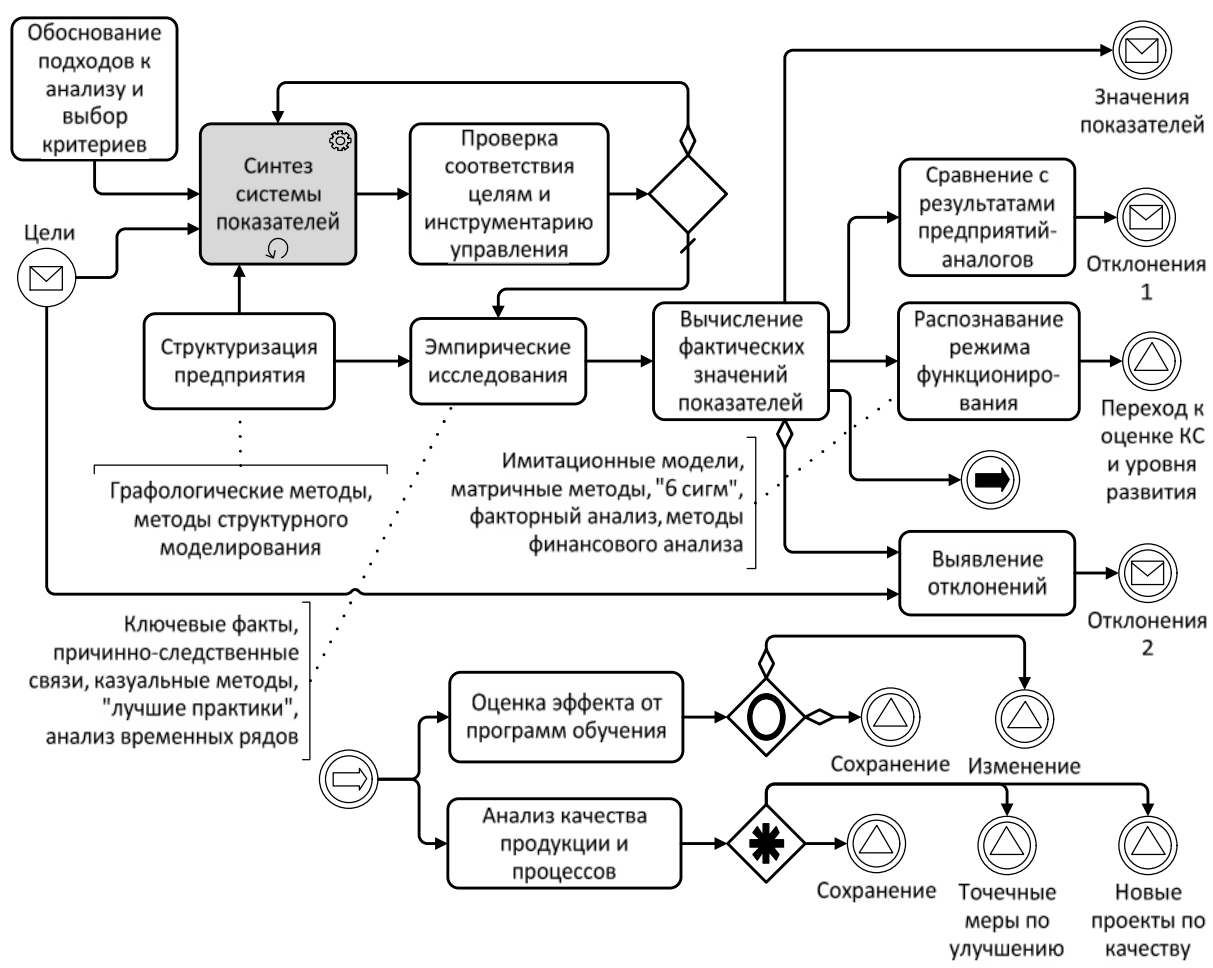 Обоснование
подходов к
анализу и
выбор
критериев
Значения
показателей
Синтез
системы
показателей
Проверка
соответствия
целям и
инструментарию
управления
Сравнение с
результатами
предприятий-
аналогов
Отклонения
1
Цели
Структуризация
предприятия
Эмпирические
исследования
Вычисление
фактических
значений
показателей
Распознавание
режима
функциониро-
вания
Переход к
оценке КС
и уровня
развития
Графологические методы,
методы структурного
моделирования
Имитационные модели,
матричные методы, "6 сигм",
факторный анализ, методы
финансового анализа
Выявление
отклонений
Отклонения
2
Ключевые факты,
причинно-следственные
связи, казуальные методы,
"лучшие практики",
анализ временных рядов
Оценка эффекта от
программ обучения
Сохранение
Изменение
Анализ качества
продукции и
процессов
Сохранение
Точечные
меры по
улучшению
Новые
проекты по
качеству